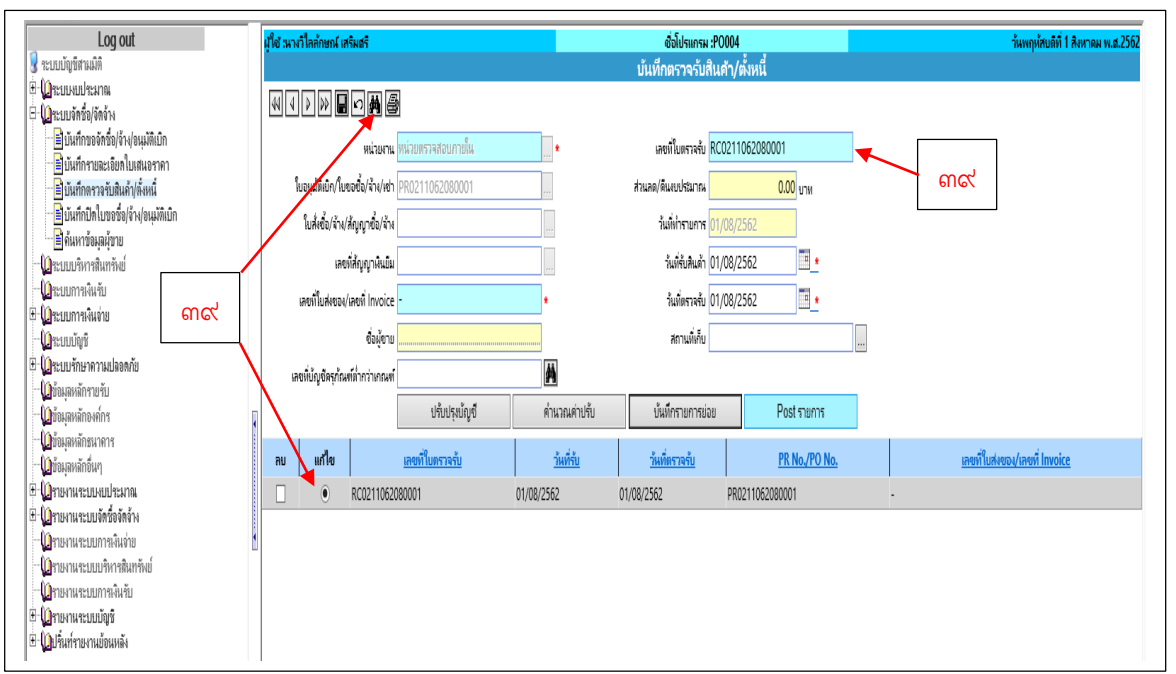 Log out
ระบบบัญชีสามมิติ
ระบบงบประมาณ
ระบบจัดซื้อ/จัดจ้าง
บันทึกขอจัดซื้อ/จ้าง/อนุมัติเบิก
บันทึกรายละเอียดใบเสนอราคา
บันทึกตรวจรับสินค้า/ตั้งหนี้
บันทึกปิดใบขอซื้อ/จ้าง/อนุมัติเบิก
ค้นหาข้อมูลผู้ขาย
ระบบบริหารสินทรัพย์
ระบบการเงินรับ
ระบบการเงินจ่าย
ระบบบัญชี
ระบบรักษาความปลอดภัย
ข้อมูลหลักรายรับ
ข้อมูลหลักองค์กร
ข้อมูลหลักธนาคาร
ข้อมูลหลักอื่นๆ
รายงานระบบงบประมาณ
รายงานระบบจัดซื้อจัดจ้าง
รายงานระบบการเงินจ่าย
รายงานระบบบริหารสินทรัพย์
รายงานระบบการเงินรับ
รายงานระบบบัญชี
ปริ้นท์รายงานย้อนหลัง
ผู้ใช้ :นางวิไลลักษณ์ เสริมสรี ชื่อโปรแกรม :PO004 วันพฤหัสบดีที่ 1 สิงหาคม พ.ศ.2562
บันทึกตรวจรับสินค้า/ตั้งหนี้
หน่วยงาน หน่วยตรวจสอบภายใน ... * เลขที่ใบตรวจรับ RC0211062080001
ใบอนุมัติเบิก/ใบขอซื้อ/จ้าง/เช่า PR0211062080001 ... ส่วนลด/คืนงบประมาณ 0.00 บาท
ใบสั่งซื้อ/จ้าง/สัญญาซื้อ/จ้าง ... วันที่ทำรายการ 01/08/2562
เลขที่สัญญาเงินยืม ... วันที่รับสินค้า 01/08/2562 *
เลขที่ใบส่งของ/เลขที่ Invoice - * วันที่ตรวจรับ 01/08/2562 *
ชื่อผู้ขาย สถานที่เก็บ ...
เลขที่บัญชีครุภัณฑ์ต่ำกว่าเกณฑ์
ปรับปรุงบัญชี คำนวณค่าปรับ บันทึกรายการย่อย Post รายการ
ลบ แก้ไข เลขที่ใบตรวจรับ วันที่รับ วันที่ตรวจรับ PR No./PO No. เลขที่ใบส่งของ/เลขที่ Invoice
RC0211062080001 01/08/2562 01/08/2562 PR0211062080001 -
๓๙
๓๙